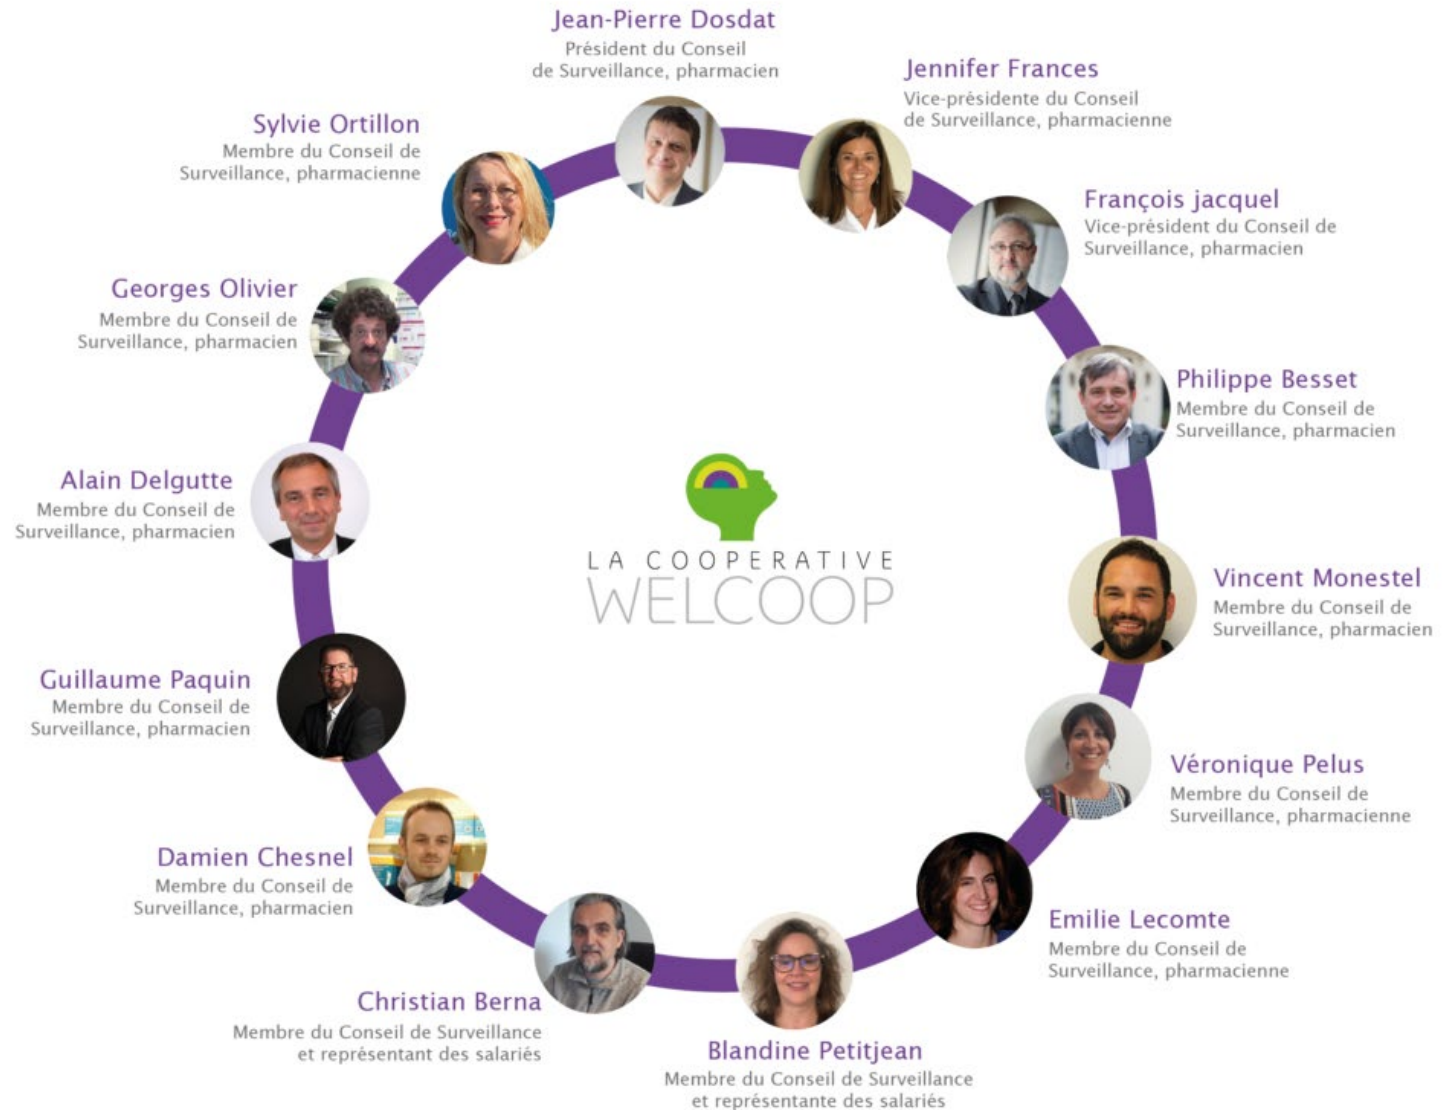 Jean-Pierre Dosdat
Président du Conseil
de Surveillance, pharmacien
Jennifer Frances
Vice-présidente du Conseil
de Surveillance, pharmacienne
François jacquel
Vice-président du Conseil de
Surveillance, pharmacien
Philippe Besset
Membre du Conseil de
Surveillance, pharmacien
Vincent Monestel
Membre du Conseil de
Surveillance, pharmacien
Véronique Pelus
Membre du Conseil de
Surveillance, pharmacienne
Emilie Lecomte
Membre du Conseil de
Surveillance, pharmacienne
Blandine Petitjean
Membre du Conseil de Surveillance
et représentante des salariés
Christian Berna
Membre du Conseil de Surveillance
et représentant des salariés
Damien Chesnel
Membre du Conseil de
Surveillance, pharmacien
Guillaume Paquin
Membre du Conseil de
Surveillance, pharmacien
Alain Delgutte
Membre du Conseil de
Surveillance, pharmacien
Georges Olivier
Membre du Conseil de
Surveillance, pharmacien
Sylvie Ortillon
Membre du Conseil de
Surveillance, pharmacienne
LA COOPERATIVE
WELCOOP